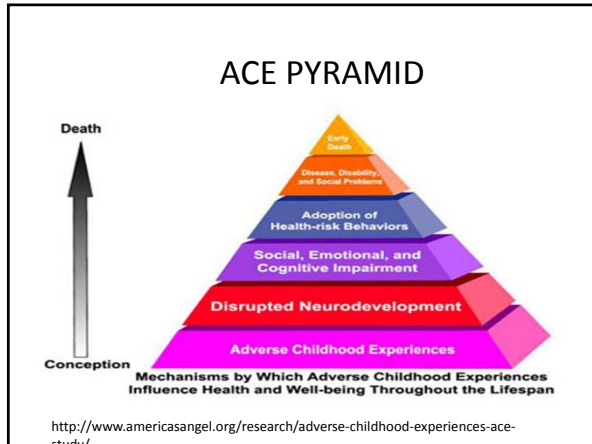 ACE PYRAMID
Death
Early
Death
Disease, Disability,
and Social Problems
Adoption of
Health-risk Behaviors
Social, Emotional, and
Cognitive Impairment
Disrupted Neurodevelopment
Adverse Childhood Experiences
Conception
Mechanisms by Which Adverse Childhood Experiences
Influence Health and Well-being Throughout the Lifespan
http://www.americasangel.org/research/adverse-childhood-experiences-ace-
study/